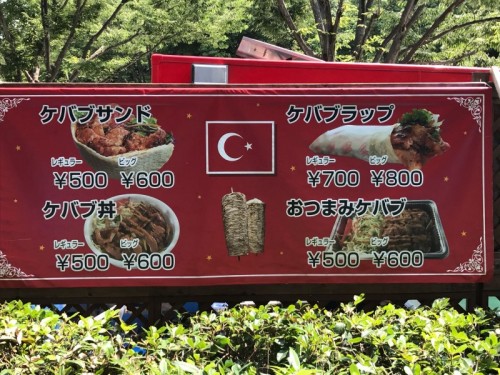 ケバブサンド
レギュラー ビッグ
¥500 ¥600
ケバブラップ
レギュラー ビッグ
¥700 ¥800
ケバブ丼
レギュラー ビッグ
¥500 ¥600
おつまみケバブ
レギュラー ビッグ
¥500 ¥600